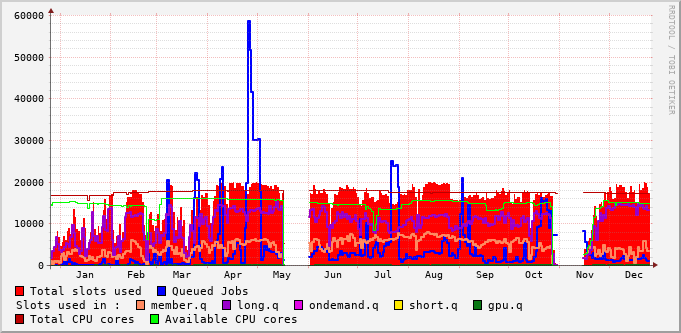 60000
50000
40000
30000
20000
10000
0
Jan Feb Mar Apr May Jun Jul Aug Sep Oct Nov Dec
Total slots used Queued Jobs
Slots used in : member.q long.q ondemand.q short.q gpu.q
Total CPU cores Available CPU cores
RRDTOOL / TOBI OETIKER